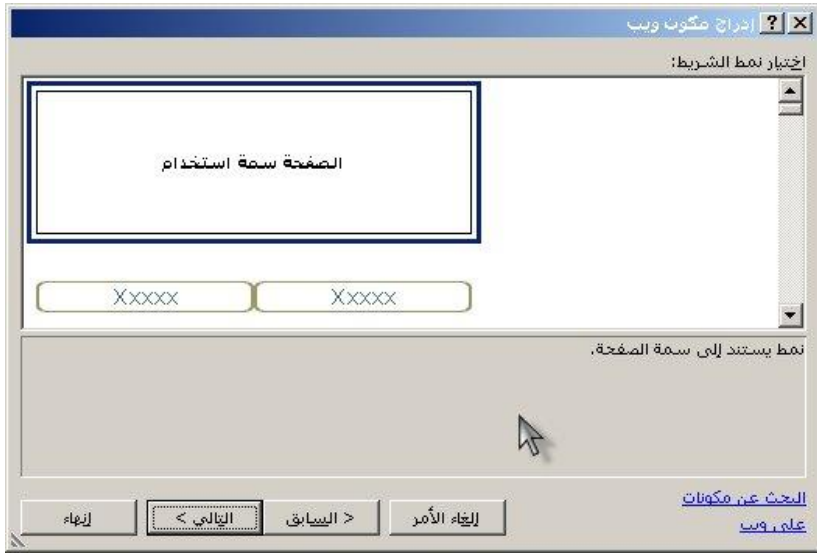 إدراج مكون ويب
اختيار نمط الشريط:
الصفحة سمة استخدام
Xxxxx Xxxxx
نمط يستند إلى سمة الصفحة.
البحث عن مكونات
على ويب
إلغاء الأمر
< السابق
التالي >
إنهاء